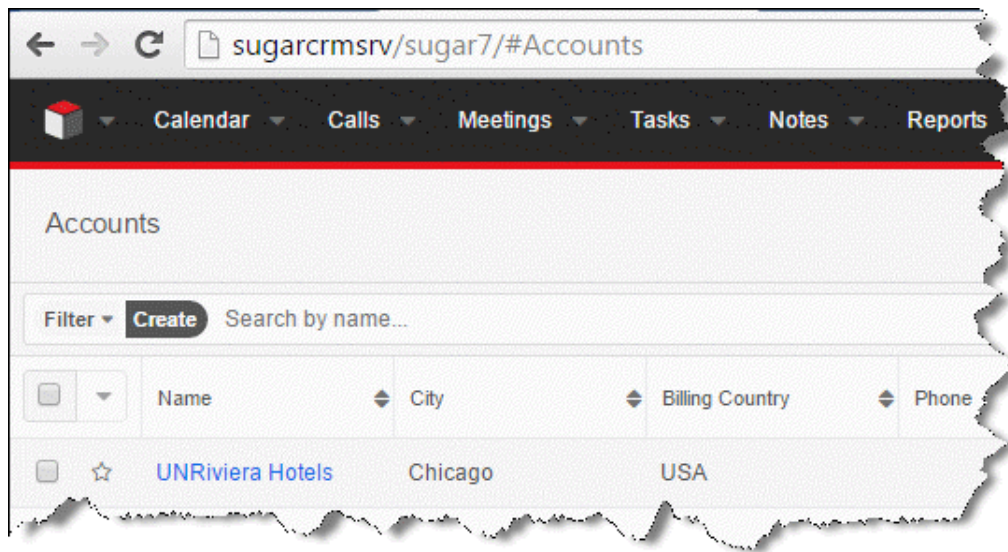 sugarcrmsrv/sugar7/#Accounts
Calendar Calls Meetings Tasks Notes Reports
Accounts
Filter Create Search by name...
Name City Billing Country Phone
UNRiviera Hotels Chicago USA